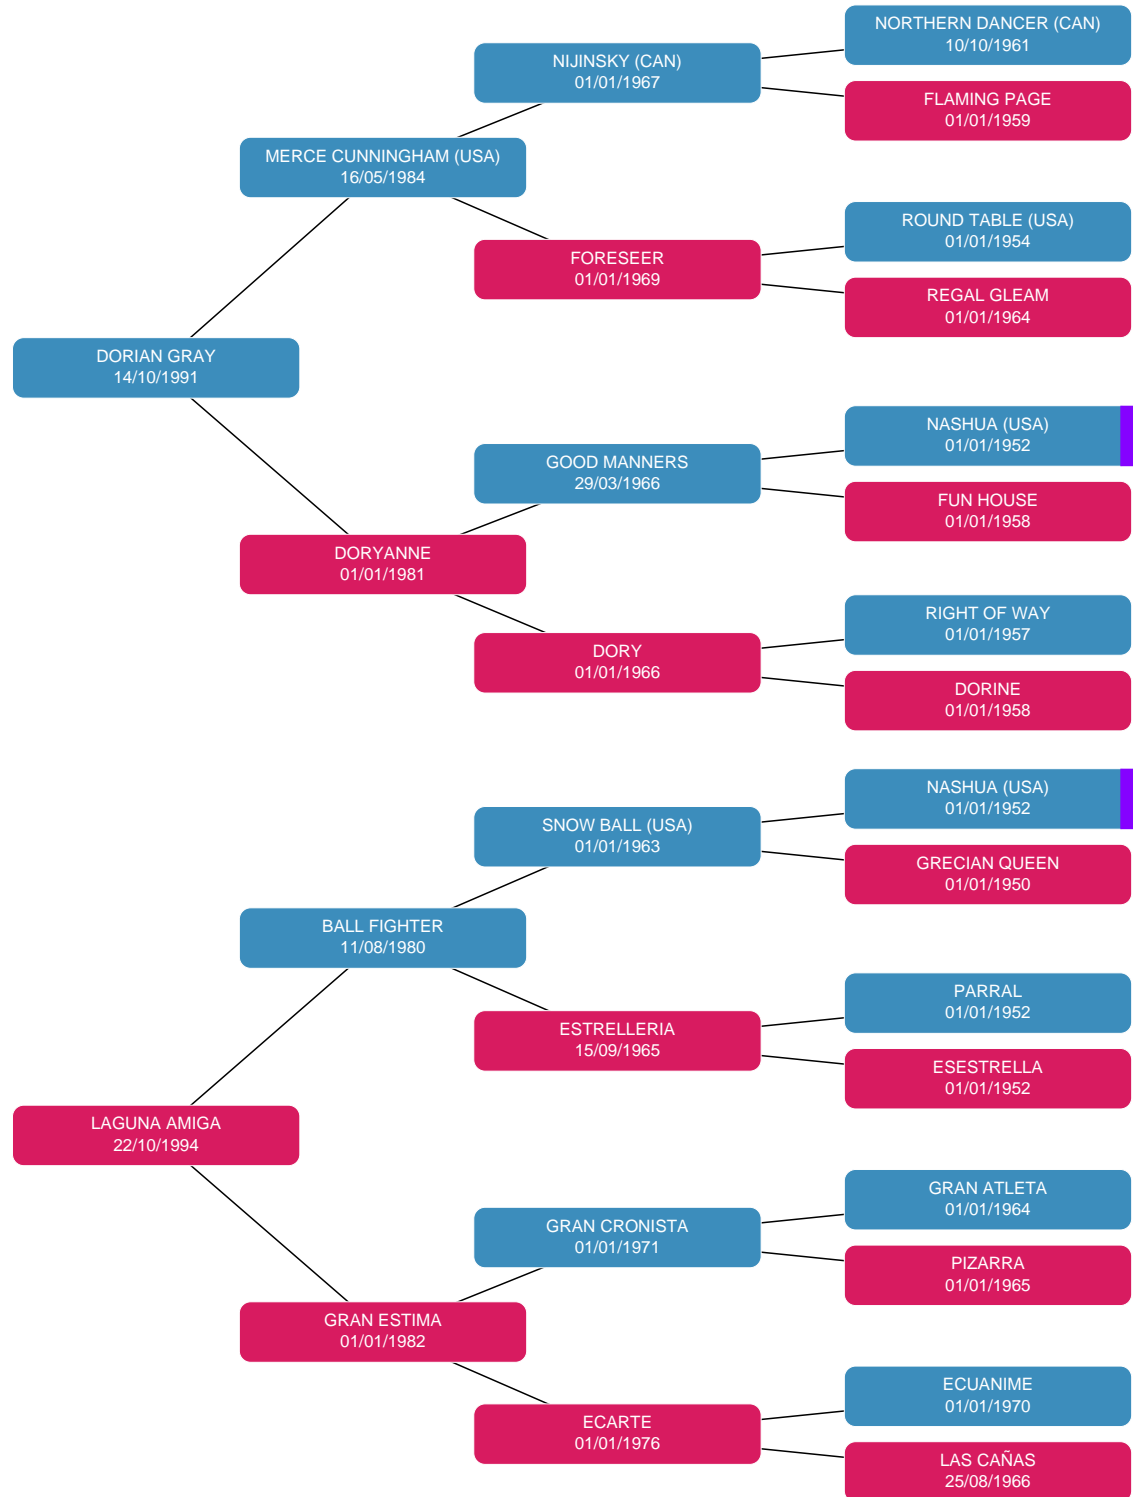 NORTHERN DANCER (CAN)
10/10/1961
NIJINSKY (CAN)
01/01/1967
FLAMING PAGE
01/01/1959
MERCE CUNNINGHAM (USA)
16/05/1984
ROUND TABLE (USA)
01/01/1954
FORESEER
01/01/1969
REGAL GLEAM
01/01/1964
DORIAN GRAY
14/10/1991
NASHUA (USA)
01/01/1952
GOOD MANNERS
29/03/1966
FUN HOUSE
01/01/1958
DORYANNE
01/01/1981
RIGHT OF WAY
01/01/1957
DORY
01/01/1966
DORINE
01/01/1958
NASHUA (USA)
01/01/1952
SNOW BALL (USA)
01/01/1963
GRECIAN QUEEN
01/01/1950
BALL FIGHTER
11/08/1980
PARRAL
01/01/1952
ESTRELLERIA
15/09/1965
ESESTRELLA
01/01/1952
LAGUNA AMIGA
22/10/1994
GRAN ATLETA
01/01/1964
GRAN CRONISTA
01/01/1971
PIZARRA
01/01/1965
GRAN ESTIMA
01/01/1982
ECUANIME
01/01/1970
ECARTE
01/01/1976
LAS CAÑAS
25/08/1966